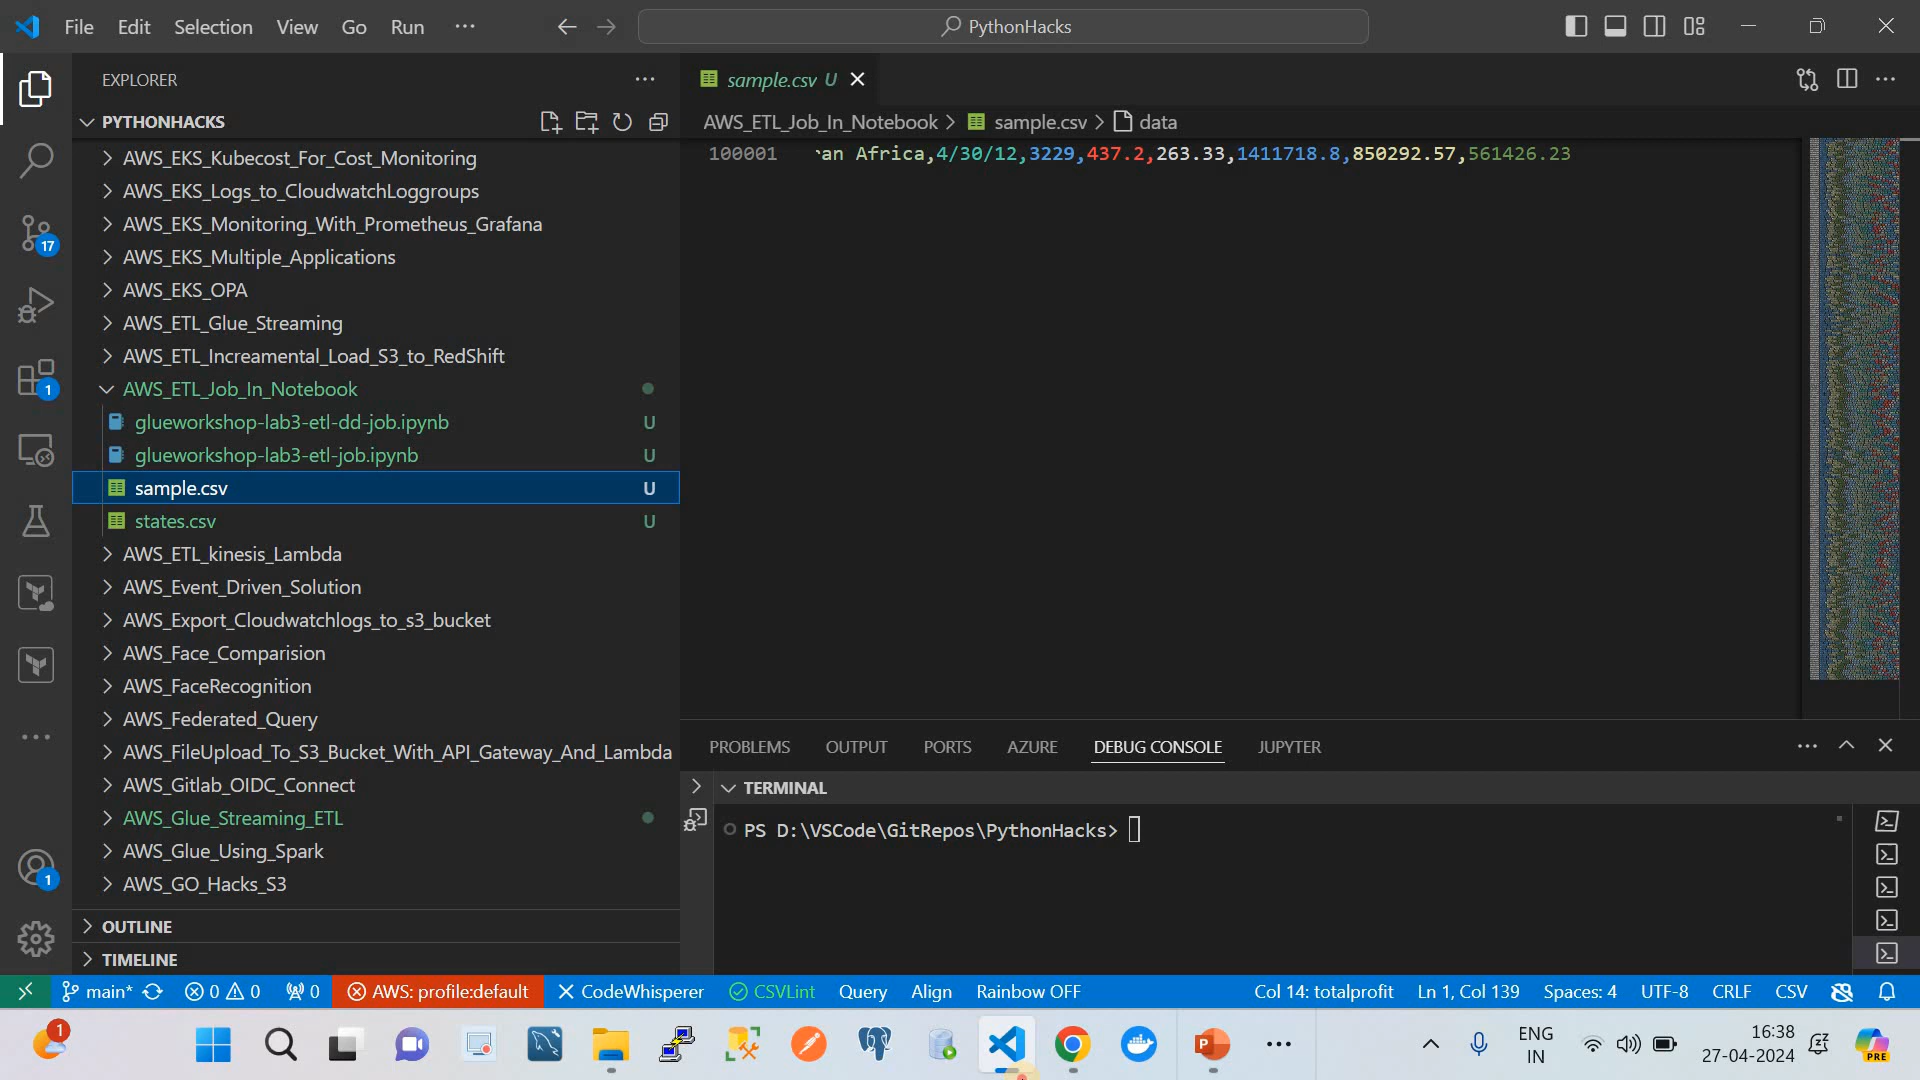 File Edit Selection View Go Run ··· PythonHacks
EXPLORER
PYTHONHACKS
AWS_EKS_Kubecost_For_Cost_Monitoring
AWS_EKS_Logs_to_CloudwatchLoggroups
AWS_EKS_Monitoring_With_Prometheus_Grafana
AWS_EKS_Multiple_Applications
AWS_EKS_OPA
AWS_ETL_Glue_Streaming
AWS_ETL_Increamental_Load_S3_to_RedShift
AWS_ETL_Job_In_Notebook
glueworkshop-lab3-etl-dd-job.ipynb U
glueworkshop-lab3-etl-job.ipynb U
sample.csv U
states.csv U
AWS_ETL_kinesis_Lambda
AWS_Event_Driven_Solution
AWS_Export_Cloudwatchlogs_to_s3_bucket
AWS_Face_Comparision
AWS_FaceRecognition
AWS_Federated_Query
AWS_FileUpload_To_S3_Bucket_With_API_Gateway_And_Lambda
AWS_Gitlab_OIDC_Connect
AWS_Glue_Streaming_ETL
AWS_Glue_Using_Spark
AWS_GO_Hacks_S3
OUTLINE
TIMELINE
17
1
1
sample.csv U
AWS_ETL_Job_In_Notebook > sample.csv > data
100001 an Africa,4/30/12,3229,437.2,263.33,1411718.8,850292.57,561426.23
PROBLEMS OUTPUT PORTS AZURE DEBUG CONSOLE JUPYTER
TERMINAL
PS D:\VSCode\GitRepos\PythonHacks>
main* 0 0 0 AWS: profile:default CodeWhisperer CSVLint Query Align Rainbow OFF Col 14: totalprofit Ln 1, Col 139 Spaces: 4 UTF-8 CRLF CSV
1
P
ENG
IN
16:38
27-04-2024
PRE